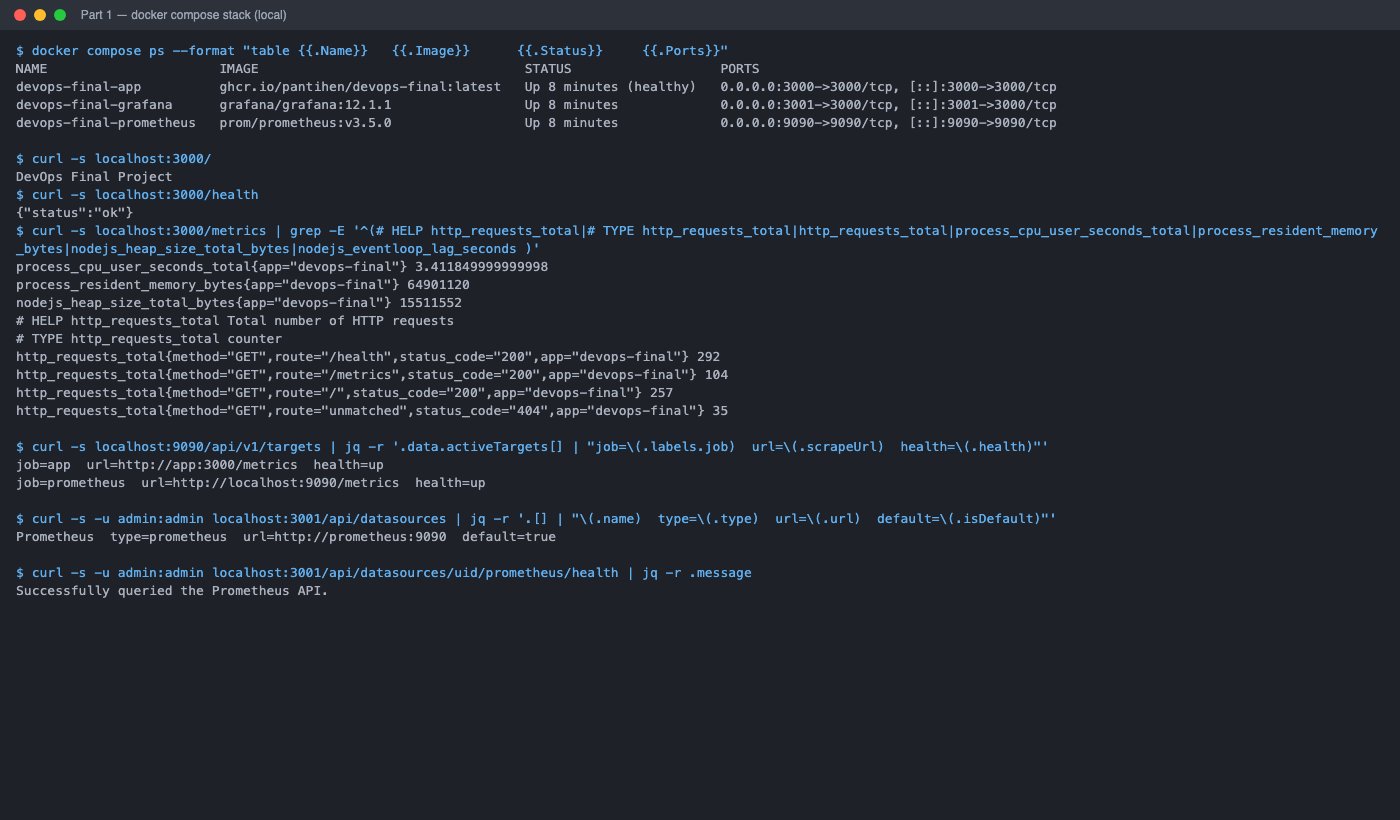 Part 1 — docker compose stack (local)
$ docker compose ps --format "table {{.Name}}   {{.Image}}      {{.Status}}     {{.Ports}}"
NAME                      IMAGE                                  STATUS                   PORTS
devops-final-app          ghcr.io/pantihen/devops-final:latest   Up 8 minutes (healthy)   0.0.0.0:3000->3000/tcp, [::]:3000->3000/tcp
devops-final-grafana      grafana/grafana:12.1.1                 Up 8 minutes             0.0.0.0:3001->3000/tcp, [::]:3001->3000/tcp
devops-final-prometheus   prom/prometheus:v3.5.0                 Up 8 minutes             0.0.0.0:9090->9090/tcp, [::]:9090->9090/tcp
$ curl -s localhost:3000/
DevOps Final Project
$ curl -s localhost:3000/health
{"status":"ok"}
$ curl -s localhost:3000/metrics | grep -E '^(# HELP http_requests_total|# TYPE http_requests_total|http_requests_total|process_cpu_user_seconds_total|process_resident_memory
_bytes|nodejs_heap_size_total_bytes|nodejs_eventloop_lag_seconds )'
process_cpu_user_seconds_total{app="devops-final"} 3.411849999999998
process_resident_memory_bytes{app="devops-final"} 64901120
nodejs_heap_size_total_bytes{app="devops-final"} 15511552
# HELP http_requests_total Total number of HTTP requests
# TYPE http_requests_total counter
http_requests_total{method="GET",route="/health",status_code="200",app="devops-final"} 292
http_requests_total{method="GET",route="/metrics",status_code="200",app="devops-final"} 104
http_requests_total{method="GET",route="/",status_code="200",app="devops-final"} 257
http_requests_total{method="GET",route="unmatched",status_code="404",app="devops-final"} 35
$ curl -s localhost:9090/api/v1/targets | jq -r '.data.activeTargets[] | "job=\(.labels.job)  url=\(.scrapeUrl)  health=\(.health)"'
job=app  url=http://app:3000/metrics  health=up
job=prometheus  url=http://localhost:9090/metrics  health=up
$ curl -s -u admin:admin localhost:3001/api/datasources | jq -r '.[] | "\(.name)  type=\(.type)  url=\(.url)  default=\(.isDefault)"'
Prometheus  type=prometheus  url=http://prometheus:9090  default=true
$ curl -s -u admin:admin localhost:3001/api/datasources/uid/prometheus/health | jq -r .message
Successfully queried the Prometheus API.